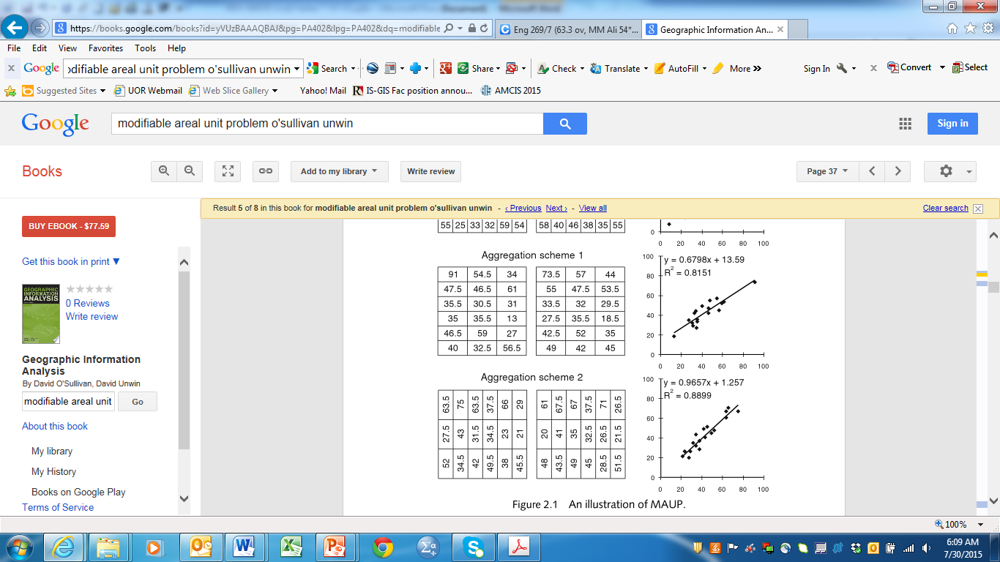 https://books.google.com/books?id=yVUzBAAAQBAJ&pg=PA402&lpg=PA402&dq=modifiable
Eng 269/7 (63.3 ov, MM Ali 54*...
Geographic Information An...
File Edit View Favorites Tools Help
Google difiable areal unit problem o'sullivan unwin Search Share Check Translate AutoFill More » Sign In Convert Select
Suggested Sites UOR Webmail Web Slice Gallery Yahoo! Mail IS-GIS Fac position annou... AMCIS 2015
Google modifiable areal unit problem o'sullivan unwin Sign in
Books Add to my library Write review Page 37
Result 5 of 8 in this book for modifiable areal unit problem o'sullivan unwin - ‹ Previous Next › - View all Clear search
BUY EBOOK - $77.59
Get this book in print ▼
GEOGRAPHIC INFORMATION ANALYSIS
0 Reviews
Write review
Geographic Information
Analysis
By David O'Sullivan, David Unwin
modifiable areal unit Go
About this book
My library
My History
Books on Google Play
Terms of Service
55 25 33 32 59 54
58 40 46 38 35 55
0
0 20 40 60 80 100
Aggregation scheme 1
91 54.5 34
47.5 46.5 61
35.5 30.5 31
35 35.5 13
46.5 59 27
40 32.5 56.5
73.5 57 44
55 47.5 53.5
33.5 32 29.5
27.5 35.5 18.5
42.5 52 35
49 42 45
y = 0.6798x + 13.59
R2 = 0.8151
100
80
60
40
20
0
0 20 40 60 80 100
Aggregation scheme 2
63.5 75 63.5 37.5 66 29
27.5 43 31.5 34.5 23 21
52 34.5 42 49.5 38 45.5
61 67.5 67 37.5 71 26.5
20 41 35 32.5 26.5 21.5
48 43.5 49 45 28.5 51.5
y = 0.9657x + 1.257
R2 = 0.8899
100
80
60
40
20
0
0 20 40 60 80 100
Figure 2.1 An illustration of MAUP.
100%
6:09 AM
7/30/2015